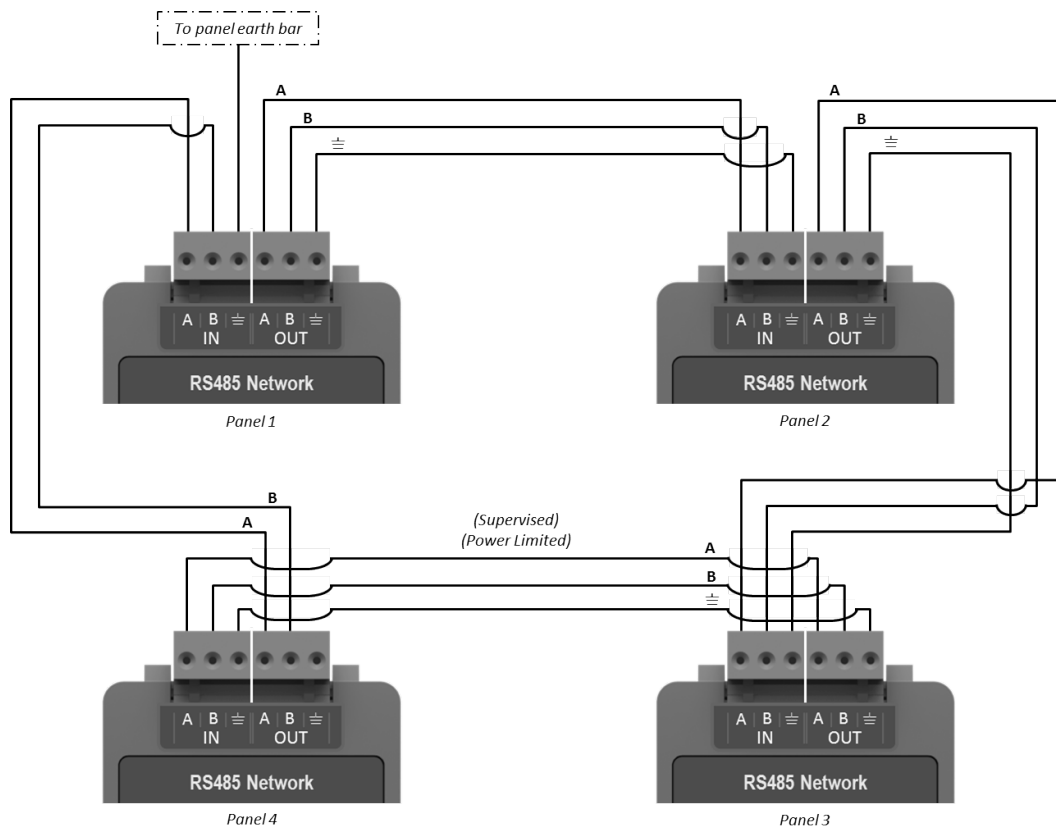 To panel earth bar
A
A
B
B
A B A B
IN OUT
RS485 Network
Panel 1
A B A B
IN OUT
RS485 Network
Panel 2
B
A
(Supervised)
(Power Limited)
A
B
A B A B
IN OUT
RS485 Network
Panel 4
A B A B
IN OUT
RS485 Network
Panel 3